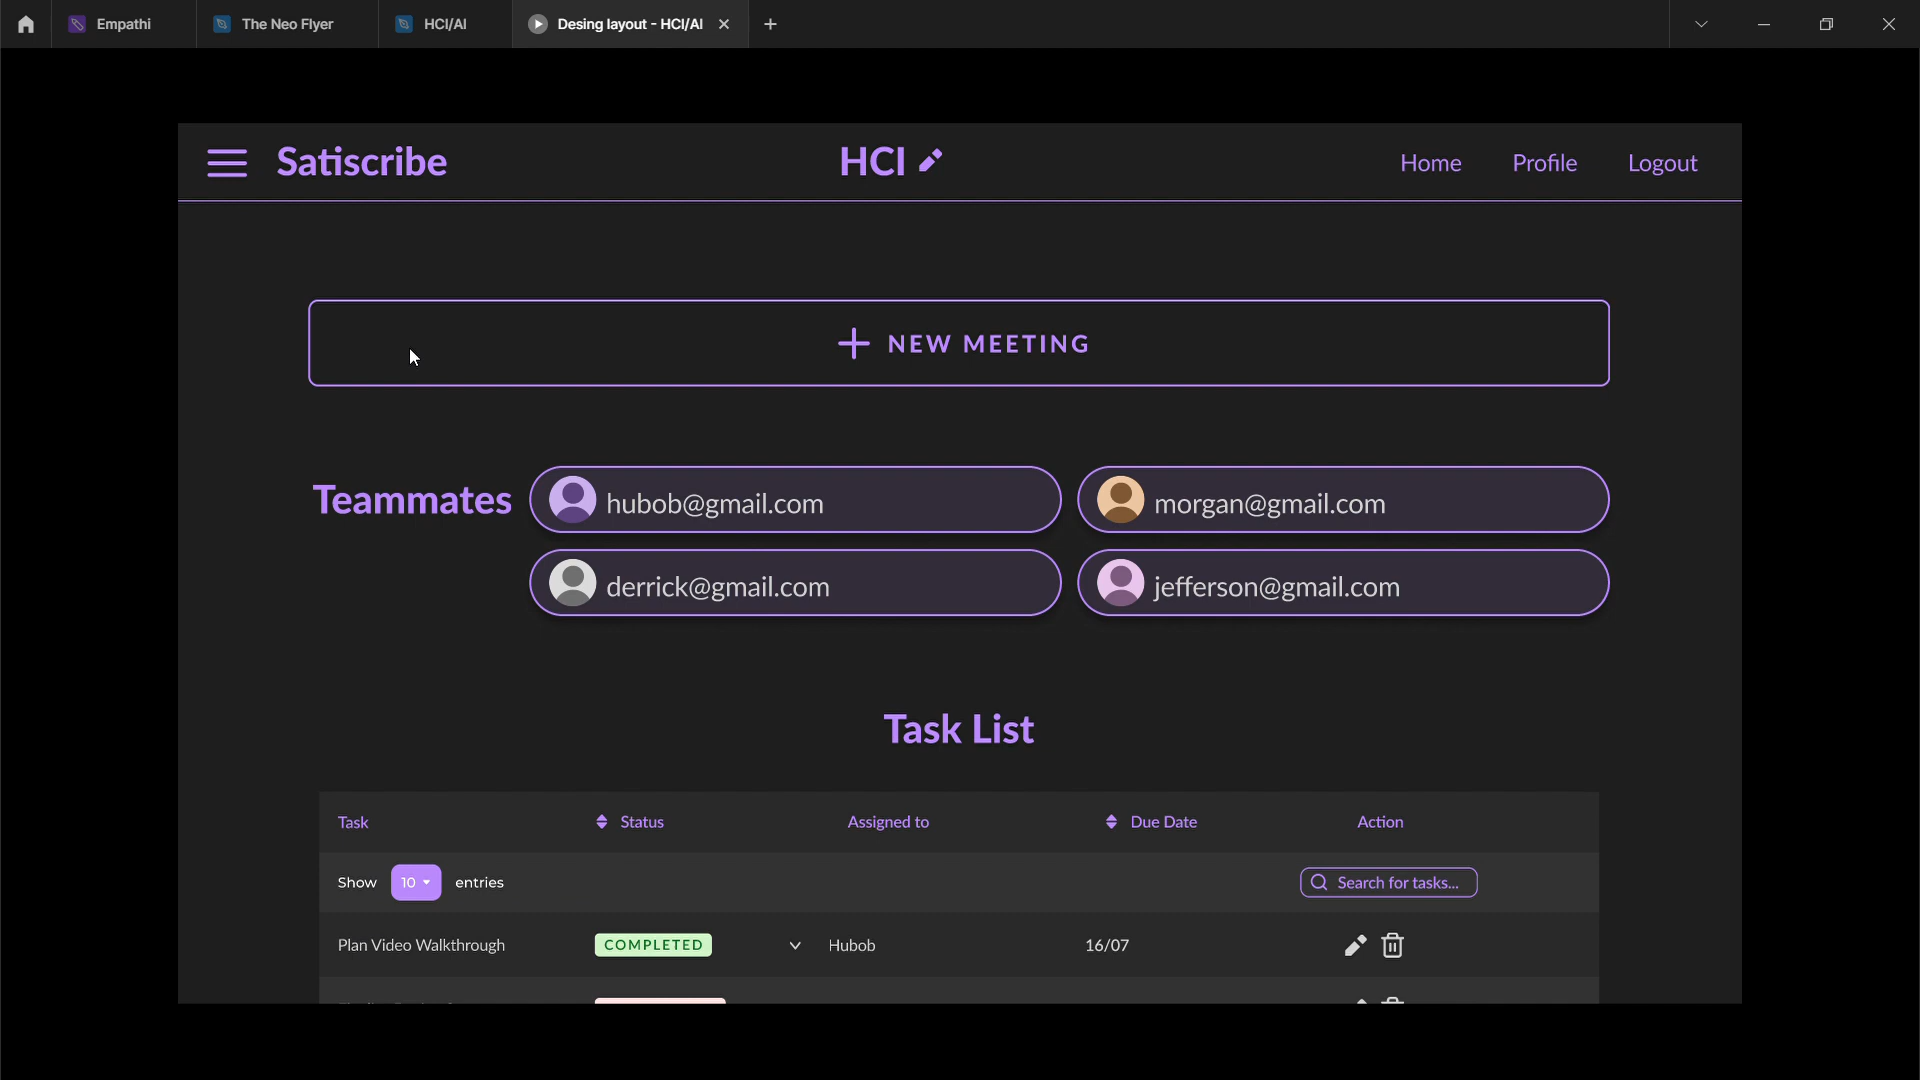 Empathi The Neo Flyer HCI/AI Desing layout - HCI/AI
Satiscribe HCI Home Profile Logout
NEW MEETING
Teammates hubob@gmail.com morgan@gmail.com
derrick@gmail.com jefferson@gmail.com
Task List
Task Status Assigned to Due Date Action
Show 10 entries Search for tasks...
Plan Video Walkthrough COMPLETED Hubob 16/07